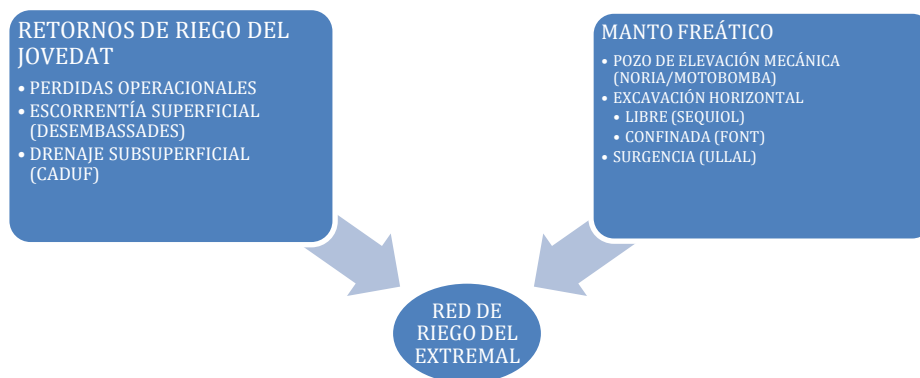 RETORNOS DE RIEGO DEL
JOVEDAT
• PERDIDAS OPERACIONALES
• ESCORRENTÍA SUPERFICIAL
(DESEMBASSADES)
• DRENAJE SUBSUPERFICIAL
(CADUF)
MANTO FREÁTICO
• POZO DE ELEVACIÓN MECÁNICA
(NORIA/MOTOBOMBA)
• EXCAVACIÓN HORIZONTAL
• LIBRE (SEQUIOL)
• CONFINADA (FONT)
• SURGENCIA (ULLAL)
RED DE
RIEGO DEL
EXTREMAL